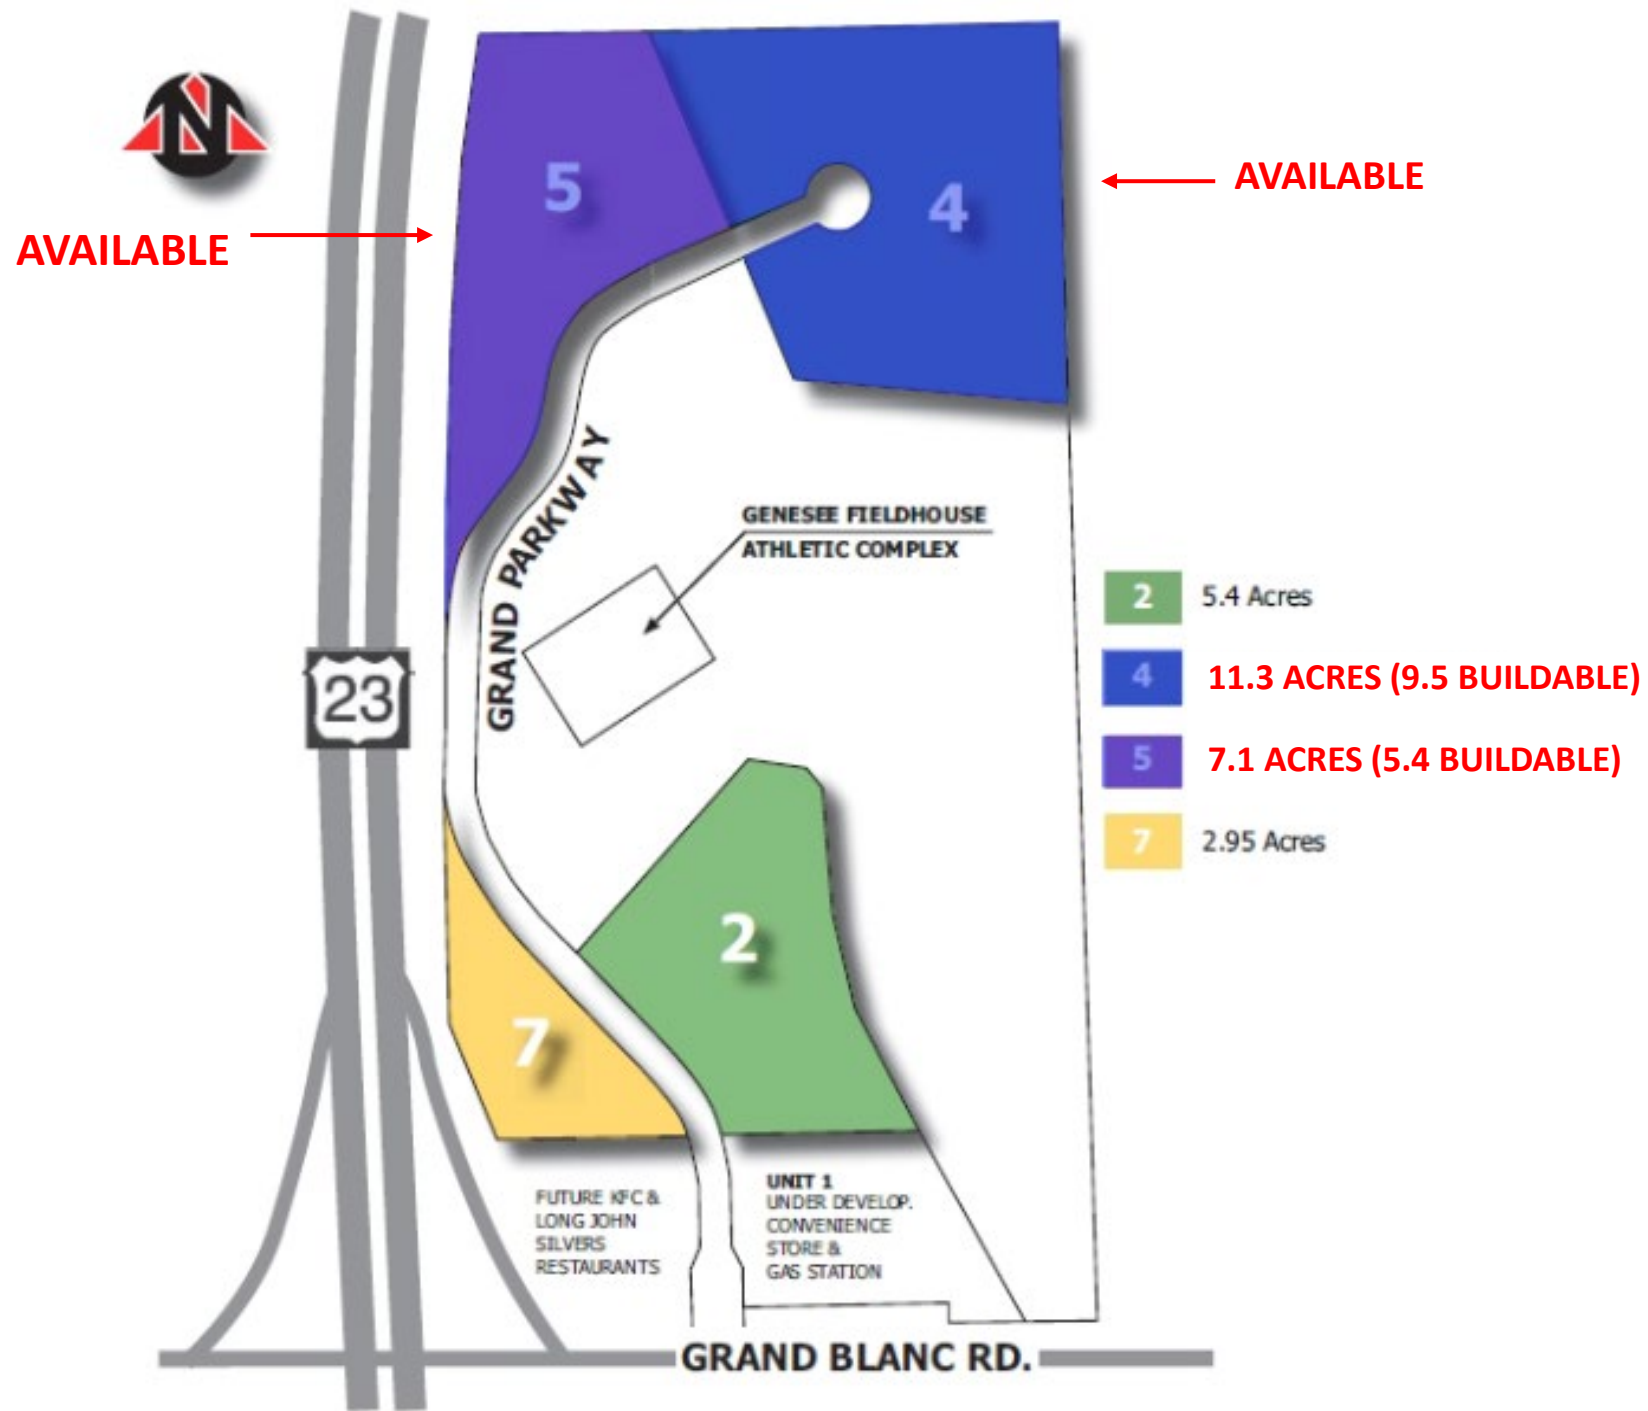 N
AVAILABLE
5
4
AVAILABLE
GRAND PARKWAY
GENESEE FIELDHOUSE
ATHLETIC COMPLEX
2 5.4 Acres
4 11.3 ACRES (9.5 BUILDABLE)
5 7.1 ACRES (5.4 BUILDABLE)
7 2.95 Acres
23
2
7
FUTURE KFC &
LONG JOHN
SILVERS
RESTAURANTS
UNIT 1
UNDER DEVELOP.
CONVENIENCE
STORE &
GAS STATION
GRAND BLANC RD.